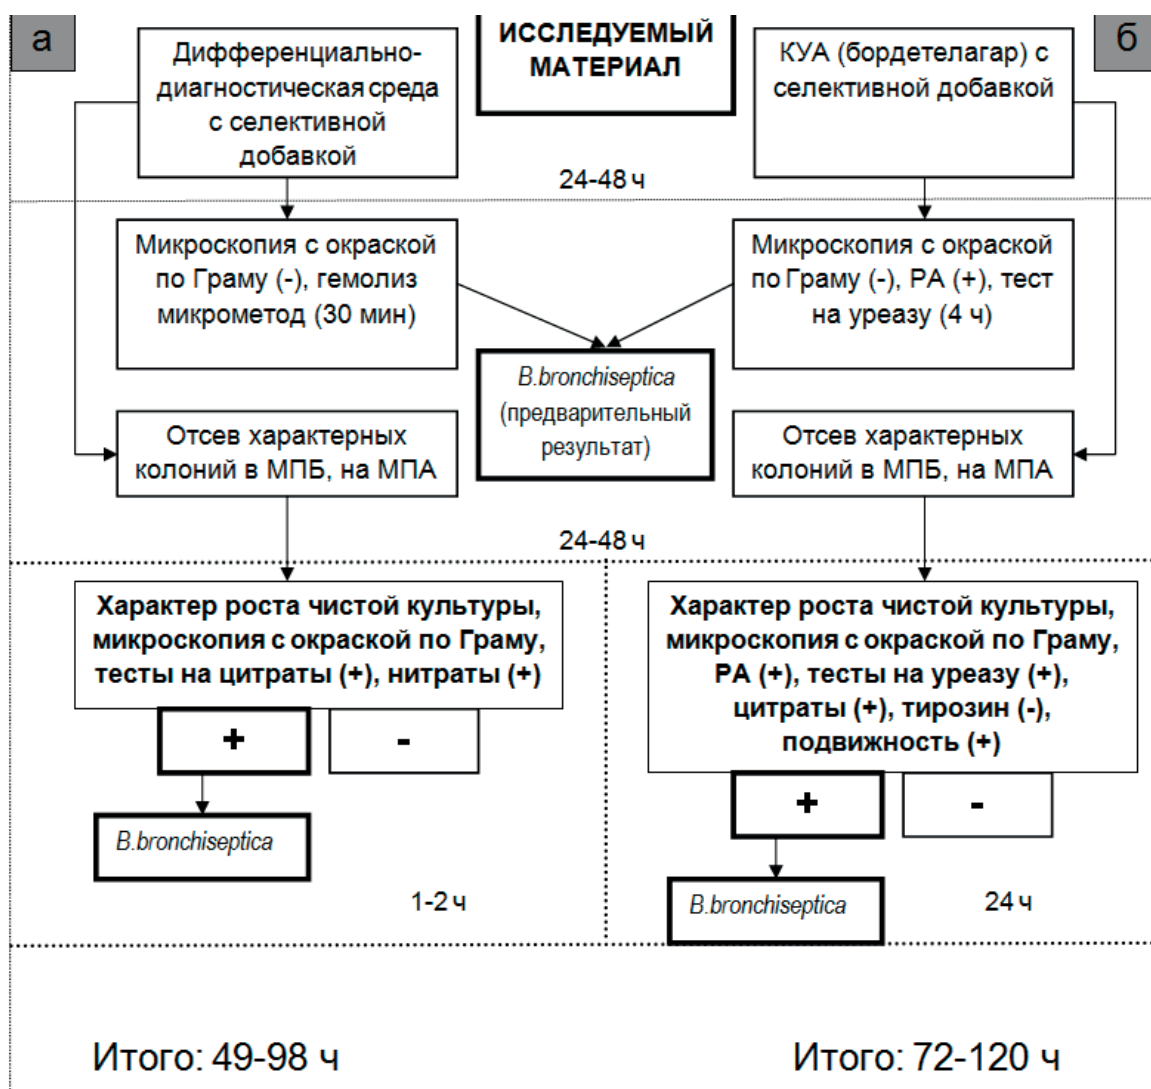 а
Дифференциально-
диагностическая среда
с селективной
добавкой
ИССЛЕДУЕМЫЙ
МАТЕРИАЛ
КУА (бордетелагар) с
селективной добавкой
б
24-48 ч
Микроскопия с окраской
по Граму (-), гемолиз
микрометод (30 мин)
Микроскопия с окраской
по Граму (-), РА (+), тест
на уреазу (4 ч)
B.bronchiseptica
(предварительный
результат)
Отсев характерных
колоний в МПБ, на МПА
Отсев характерных
колоний в МПБ, на МПА
24-48 ч
Характер роста чистой культуры,
микроскопия с окраской по Граму,
тесты на цитраты (+), нитраты (+)
+
-
B.bronchiseptica
1-2 ч
Характер роста чистой культуры,
микроскопия с окраской по Граму,
РА (+), тесты на уреазу (+),
цитраты (+), тирозин (-),
подвижность (+)
+
-
B.bronchiseptica
24 ч
Итого: 49-98 ч
Итого: 72-120 ч